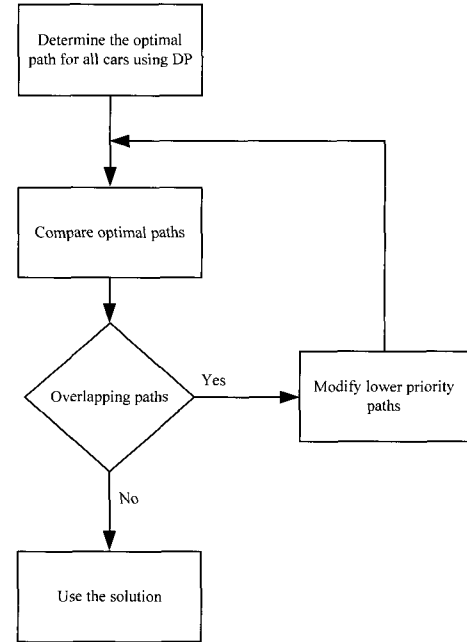 Determine the optimal
path for all cars using DP
Compare optimal paths
Overlapping paths
Yes
Modify lower priority
paths
No
Use the solution